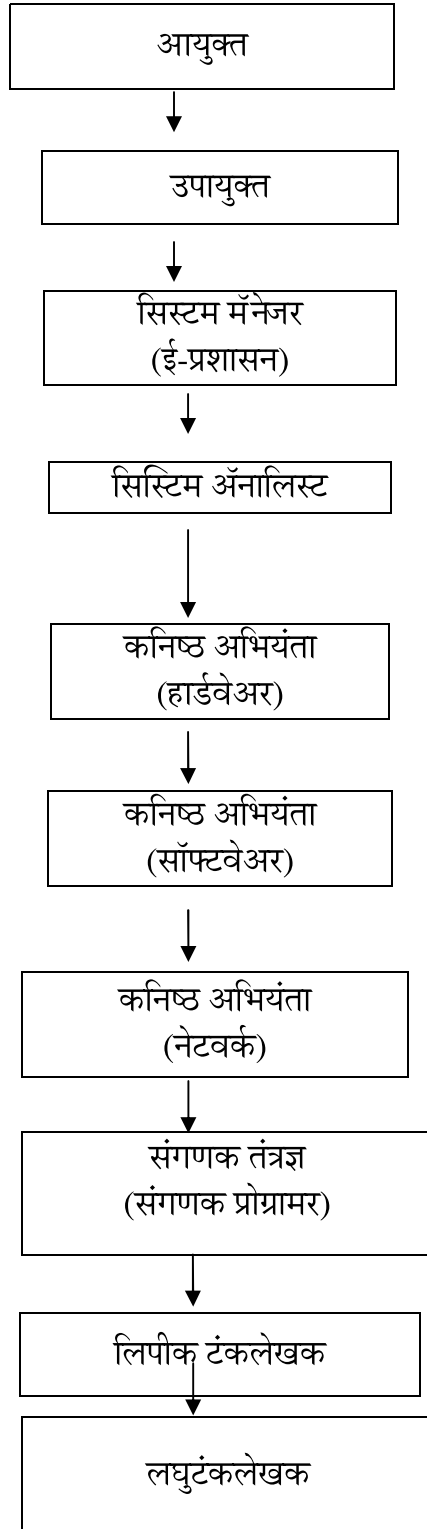 आयुक्त
उपायुक्त
सिस्टम मॅनेजर
(ई-प्रशासन)
सिस्टिम ॲनालिस्ट
कनिष्ठ अभियंता
(हार्डवेअर)
कनिष्ठ अभियंता
(सॉफ्टवेअर)
कनिष्ठ अभियंता
(नेटवर्क)
संगणक तंत्रज्ञ
(संगणक प्रोग्रामर)
लिपीक टंकलेखक
लघुटंकलेखक